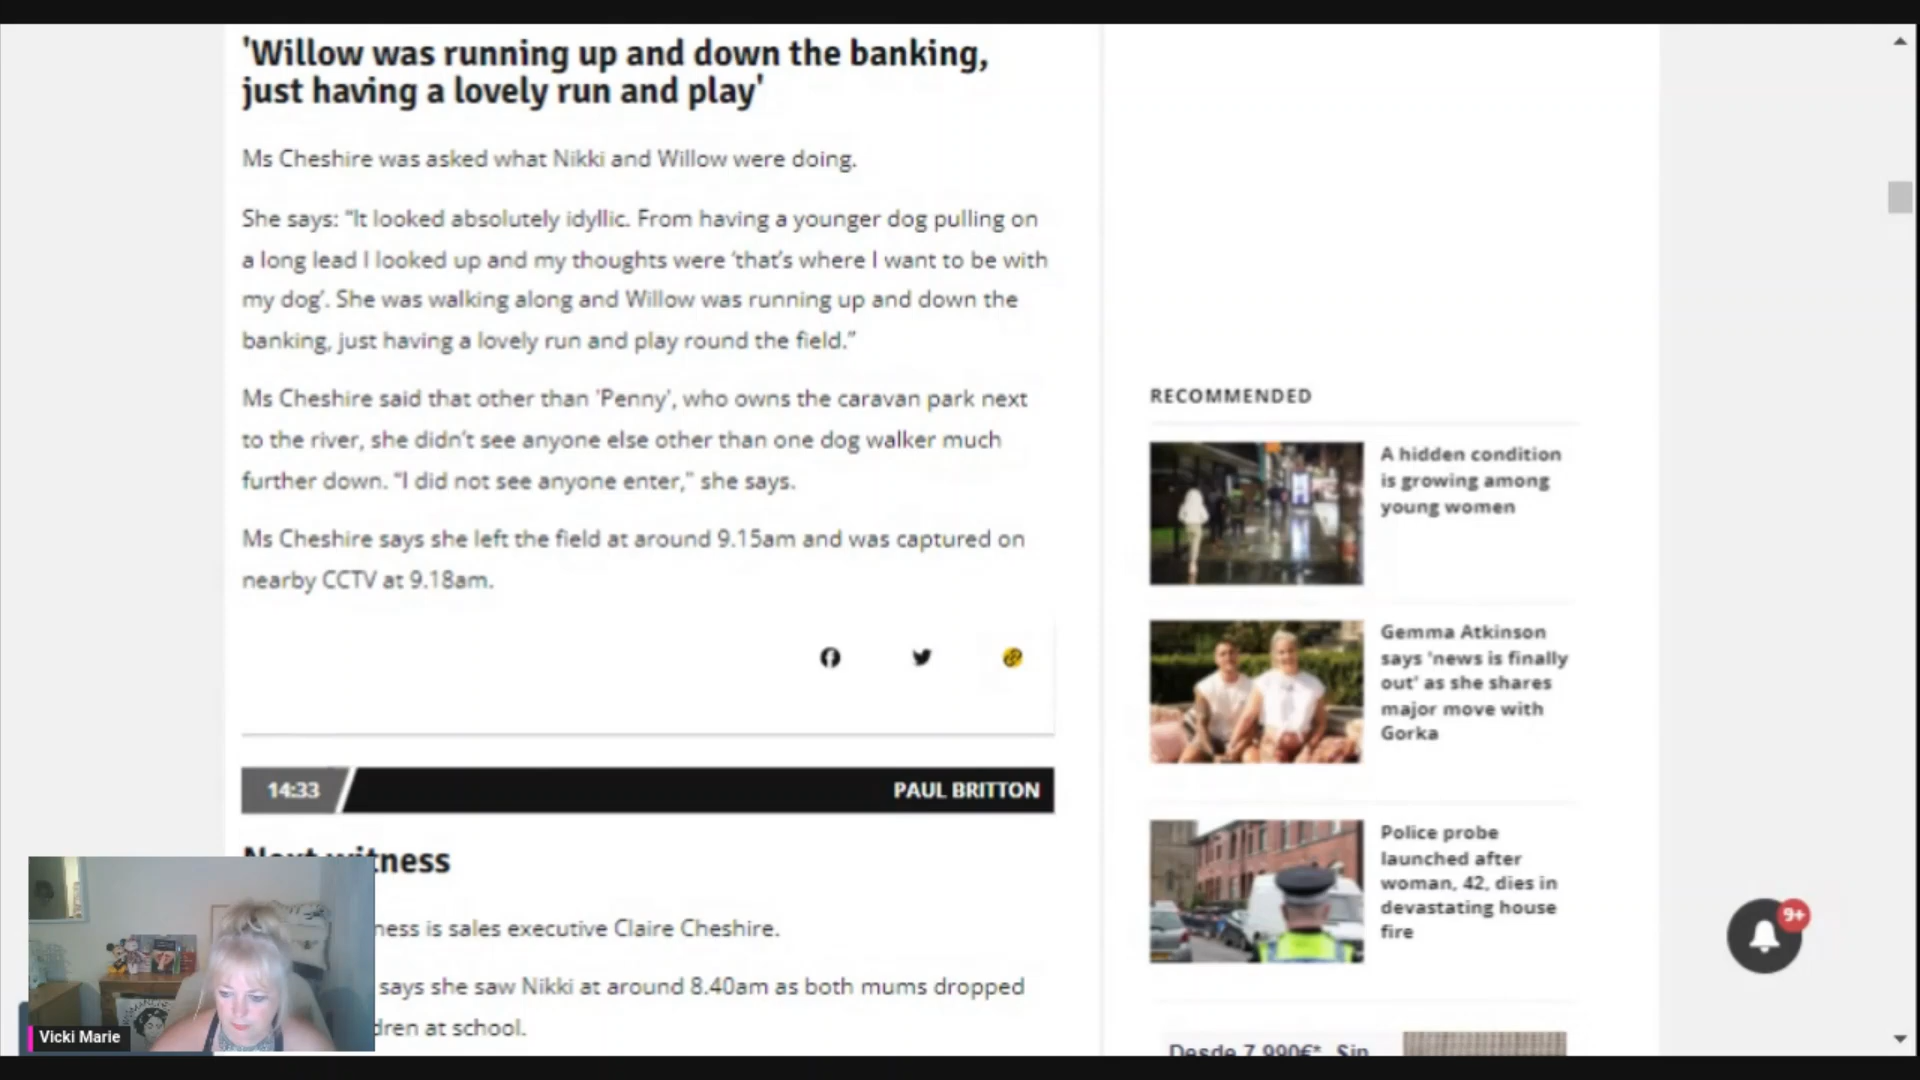 'Willow was running up and down the banking,
just having a lovely run and play'
Ms Cheshire was asked what Nikki and Willow were doing.
She says: “It looked absolutely idyllic. From having a younger dog pulling on
a long lead I looked up and my thoughts were ‘that’s where I want to be with
my dog’. She was walking along and Willow was running up and down the
banking, just having a lovely run and play round the field.”
Ms Cheshire said that other than ‘Penny’, who owns the caravan park next
to the river, she didn’t see anyone else other than one dog walker much
further down. “I did not see anyone enter,” she says.
Ms Cheshire says she left the field at around 9.15am and was captured on
nearby CCTV at 9.18am.
14:33
PAUL BRITTON
witness
is sales executive Claire Cheshire.
says she saw Nikki at around 8.40am as both mums dropped
at school.
RECOMMENDED
A hidden condition
is growing among
young women
Gemma Atkinson
says 'news is finally
out' as she shares
major move with
Gorka
Police probe
launched after
woman, 42, dies in
devastating house
fire
Desde 7.990€*. Sin
9+
Vicki Marie